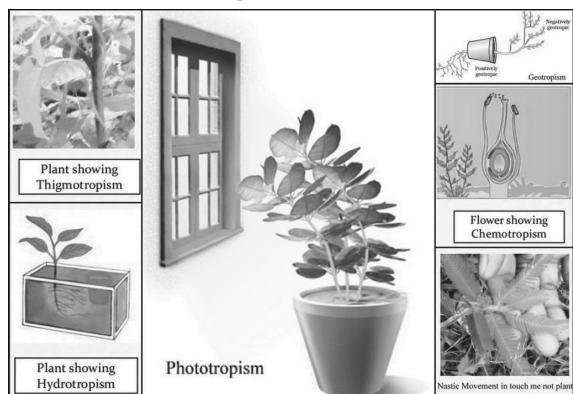 Plant showing
Thigmotropism
Plant showing
Hydrotropism
Phototropism
Negatively
geotropic
Positively
geotropic
Geotropism
Flower showing
Chemotropism
Nastic Movement in touch me not plant